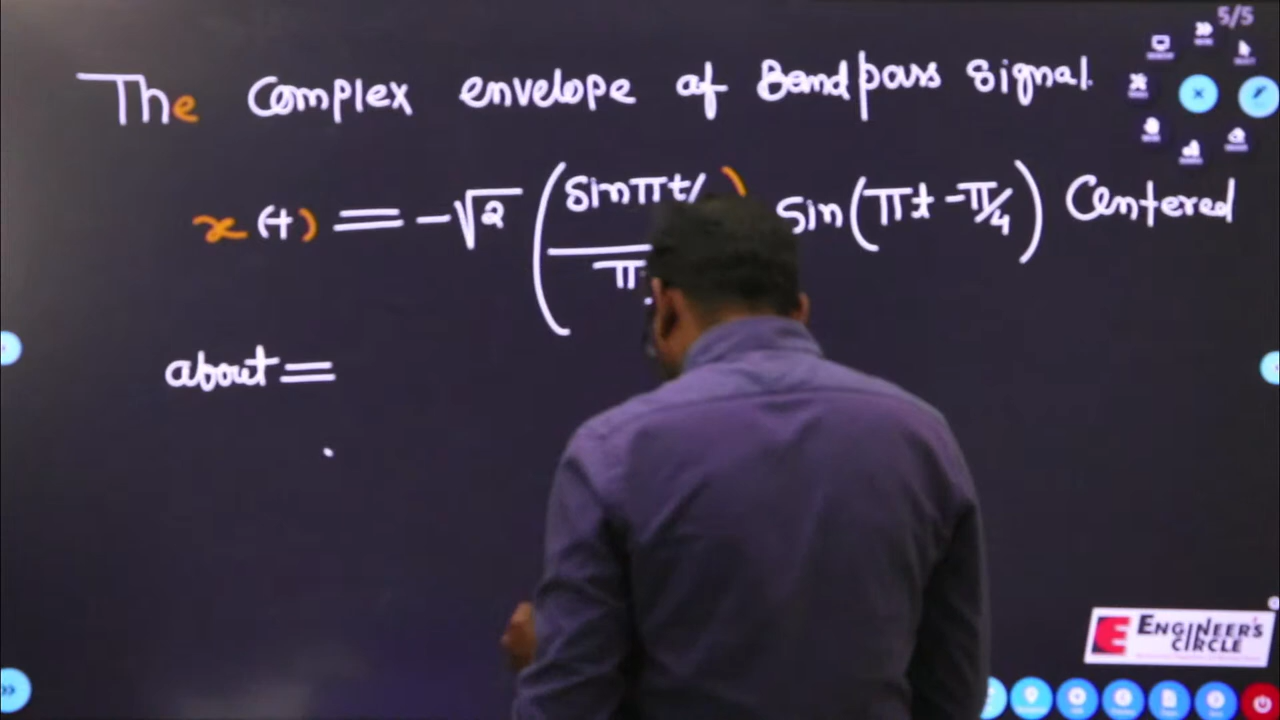 5/5
The Complex envelope of Bandpass signal.
x(t) = -√2 (sinπt/ ) sin(πt - π/4) Centered
π
about =
ENGINEER'S
CIRCLE